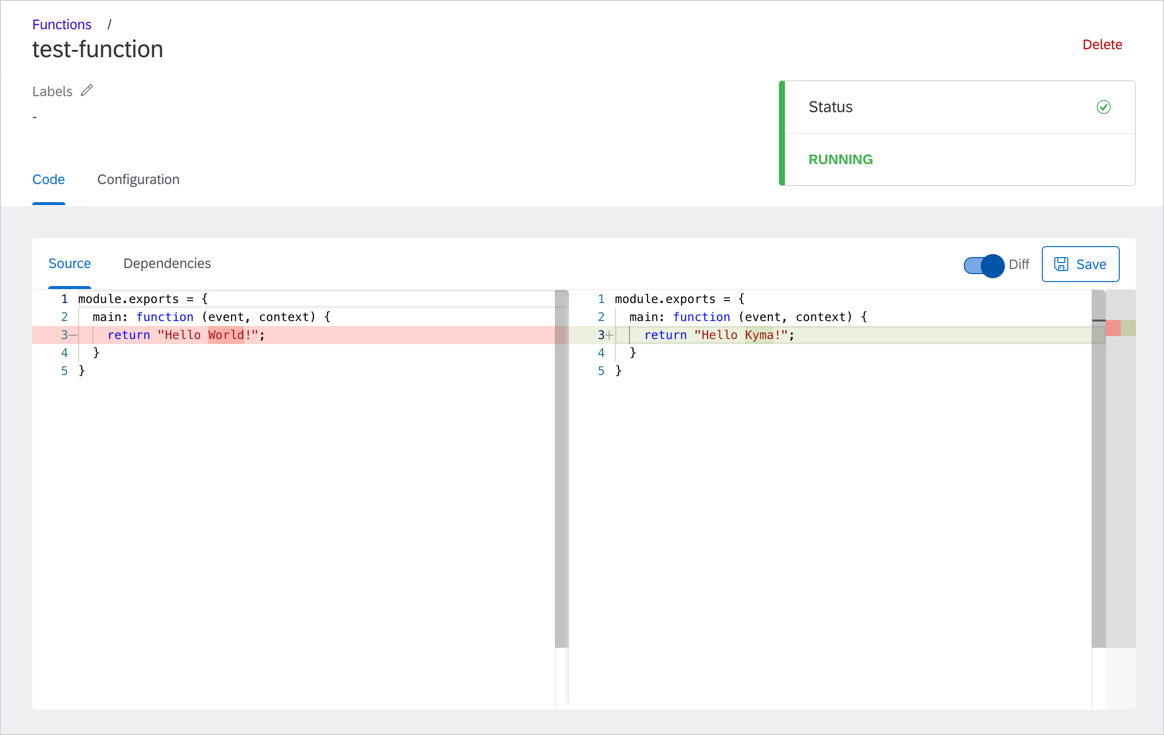 Functions /
test-function
Delete
Labels
-
Status
RUNNING
Code Configuration
Source Dependencies
Diff
Save
1 module.exports = {
2   main: function (event, context) {
3−     return "Hello World!";
4   }
5 }
1 module.exports = {
2   main: function (event, context) {
3+     return "Hello Kyma!";
4   }
5 }